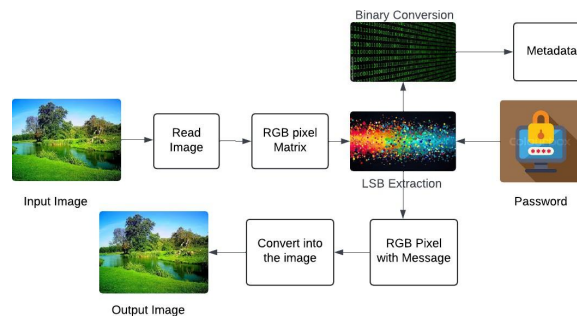 Binary Conversion
Metadata
Read
Image
RGB pixel
Matrix
LSB Extraction
Input Image
Password
Convert into
the image
RGB Pixel
with Message
Output Image